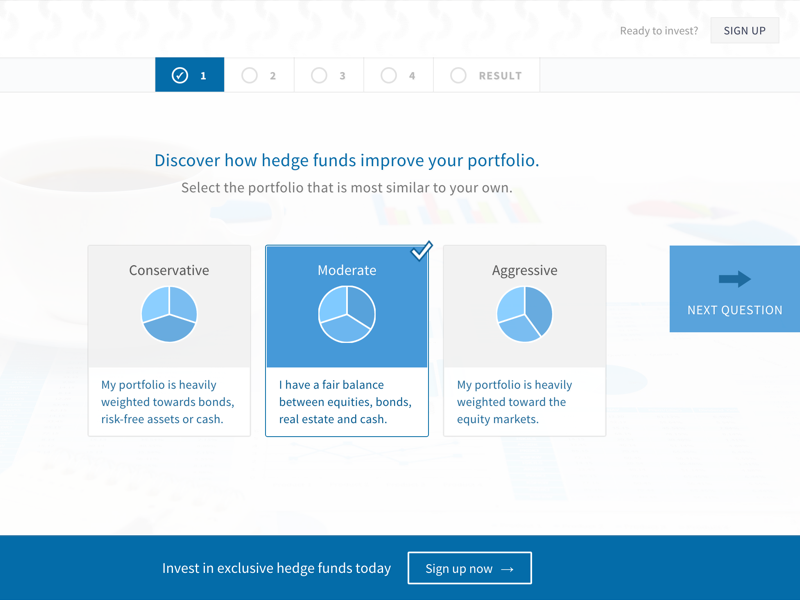 Ready to invest?
SIGN UP
1
2
3
4
RESULT
Discover how hedge funds improve your portfolio.
Select the portfolio that is most similar to your own.
Conservative
My portfolio is heavily
weighted towards bonds,
risk-free assets or cash.
Moderate
I have a fair balance
between equities, bonds,
real estate and cash.
Aggressive
My portfolio is heavily
weighted toward the
equity markets.
NEXT QUESTION
Invest in exclusive hedge funds today
Sign up now →